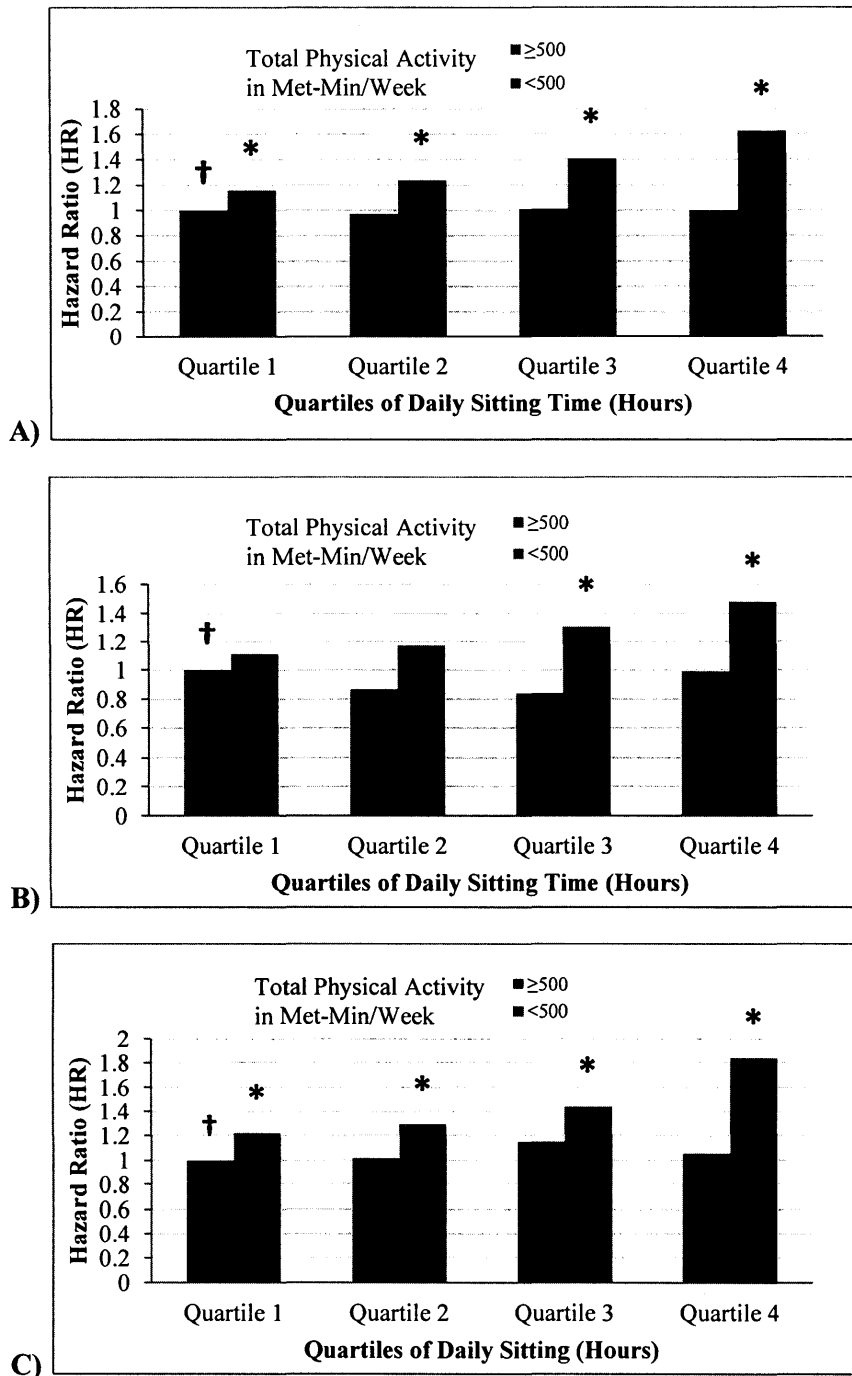 Total Physical Activity
in Met-Min/Week
≥500
<500
Hazard Ratio (HR)
1.8
1.6
1.4
1.2
1
0.8
0.6
0.4
0.2
0
†
*
*
*
*
Quartile 1
Quartile 2
Quartile 3
Quartile 4
Quartiles of Daily Sitting Time (Hours)
A)
Total Physical Activity
in Met-Min/Week
≥500
<500
Hazard Ratio (HR)
1.6
1.4
1.2
1
0.8
0.6
0.4
0.2
0
†
*
*
Quartile 1
Quartile 2
Quartile 3
Quartile 4
Quartiles of Daily Sitting Time (Hours)
B)
Total Physical Activity
in Met-Min/Week
≥500
<500
Hazard Ratio (HR)
2
1.8
1.6
1.4
1.2
1
0.8
0.6
0.4
0.2
0
†
*
*
*
*
Quartile 1
Quartile 2
Quartile 3
Quartile 4
Quartiles of Daily Sitting (Hours)
C)